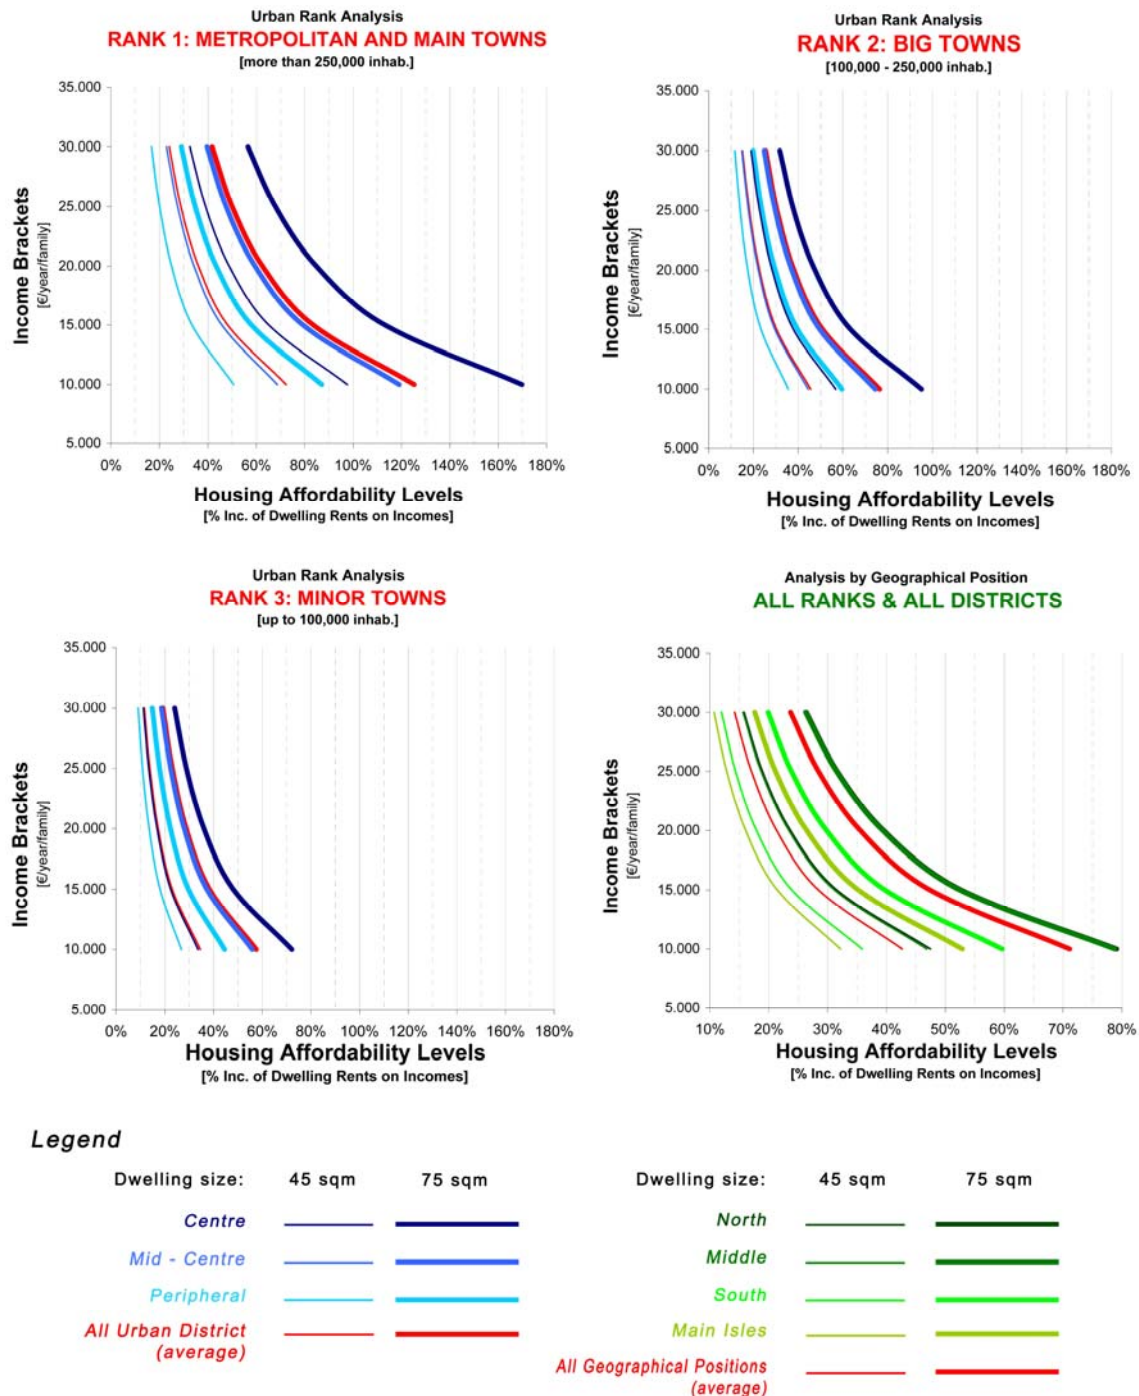 Urban Rank Analysis
RANK 1: METROPOLITAN AND MAIN TOWNS
[more than 250,000 inhab.]
35.000
30.000
25.000
20.000
15.000
10.000
5.000
Income Brackets
[€/year/family]
0% 20% 40% 60% 80% 100% 120% 140% 160% 180%
Housing Affordability Levels
[% Inc. of Dwelling Rents on Incomes]
Urban Rank Analysis
RANK 2: BIG TOWNS
[100,000 - 250,000 inhab.]
35.000
30.000
25.000
20.000
15.000
10.000
5.000
Income Brackets
[€/year/family]
0% 20% 40% 60% 80% 100% 120% 140% 160% 180%
Housing Affordability Levels
[% Inc. of Dwelling Rents on Incomes]
Urban Rank Analysis
RANK 3: MINOR TOWNS
[up to 100,000 inhab.]
35.000
30.000
25.000
20.000
15.000
10.000
5.000
Income Brackets
[€/year/family]
0% 20% 40% 60% 80% 100% 120% 140% 160% 180%
Housing Affordability Levels
[% Inc. of Dwelling Rents on Incomes]
Analysis by Geographical Position
ALL RANKS & ALL DISTRICTS
35.000
30.000
25.000
20.000
15.000
10.000
5.000
Income Brackets
[€/year/family]
10% 20% 30% 40% 50% 60% 70% 80%
Housing Affordability Levels
[% Inc. of Dwelling Rents on Incomes]
Legend
Dwelling size: 45 sqm 75 sqm
Centre
Mid - Centre
Peripheral
All Urban District
(average)
Dwelling size: 45 sqm 75 sqm
North
Middle
South
Main Isles
All Geographical Positions
(average)